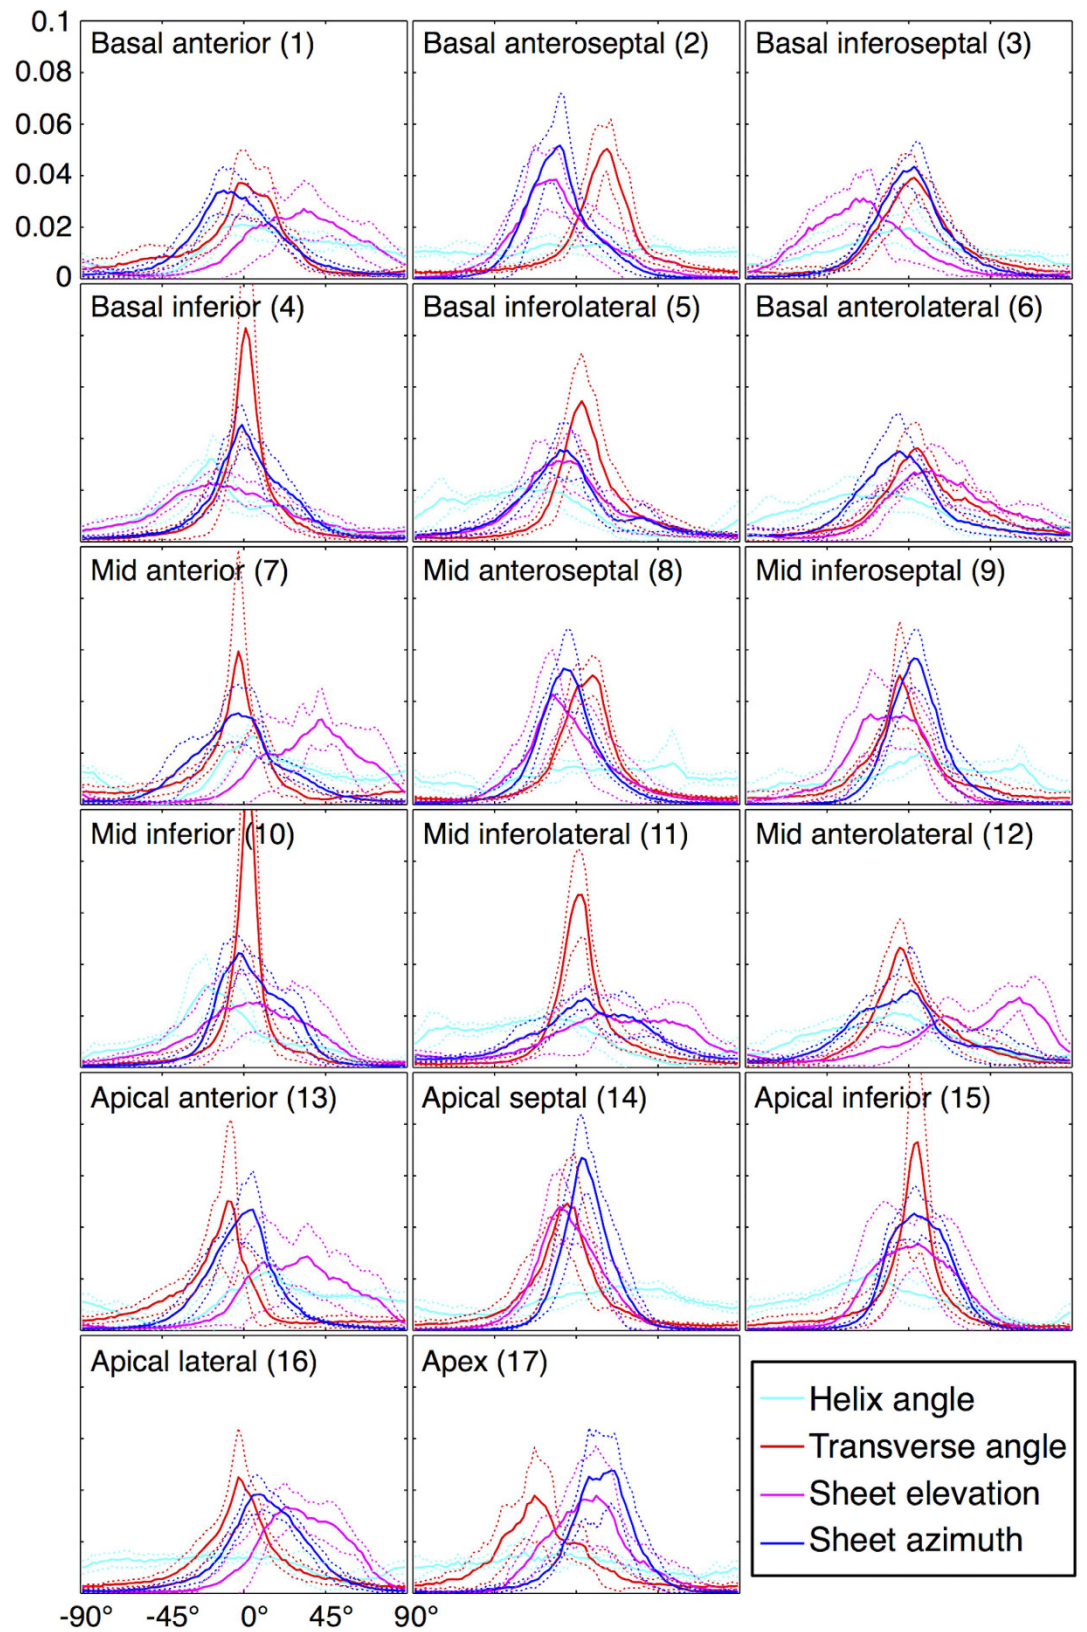 0.1
Basal anterior (1)
Basal anteroseptal (2)
Basal inferoseptal (3)
0.08
0.06
0.04
0.02
0
Basal inferior (4)
Basal inferolateral (5)
Basal anterolateral (6)
Mid anterior (7)
Mid anteroseptal (8)
Mid inferoseptal (9)
Mid inferior (10)
Mid inferolateral (11)
Mid anterolateral (12)
Apical anterior (13)
Apical septal (14)
Apical inferior (15)
Apical lateral (16)
Apex (17)
Helix angle
Transverse angle
Sheet elevation
Sheet azimuth
-90° -45° 0° 45° 90°